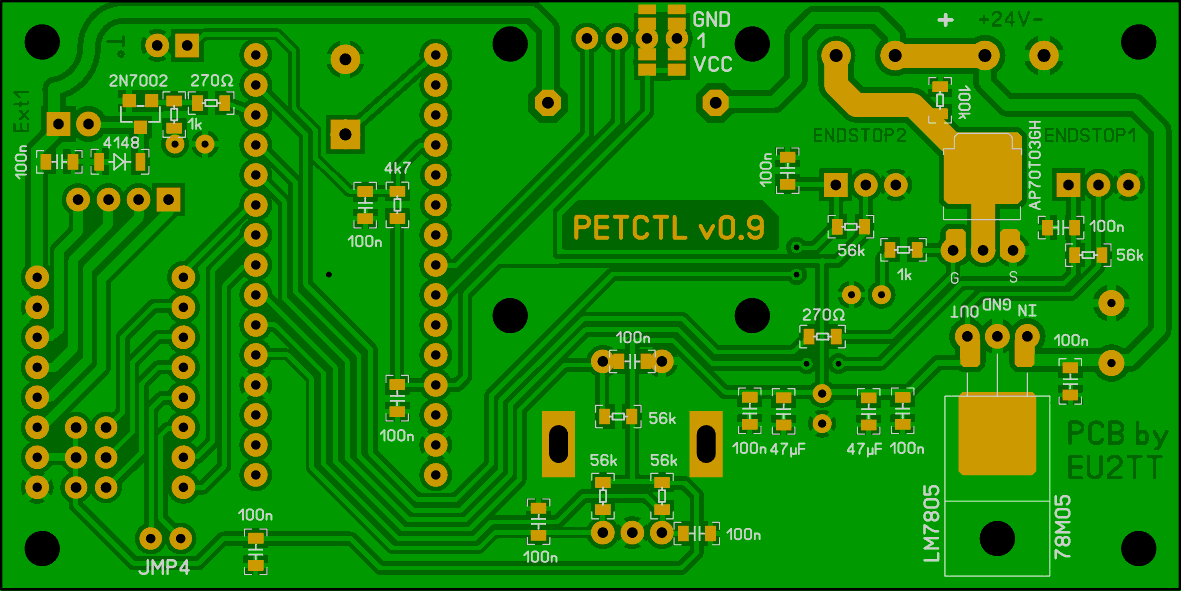 GND
1
VCC
+
+24V-
+T-
2N7002
270Ω
1k
Ext1
4148
100n
4k7
100n
100n
ENDSTOP2
ENDSTOP1
100k
AP70T03GH
PETCTL v0.9
56k
1k
G
S
100n
56k
270Ω
OUT
GND
IN
100n
100n
56k
100n
56k
56k
100n
47µF
47µF
100n
PCB by
EU2TT
LM7805
78M05
100n
100n
100n
JMP4